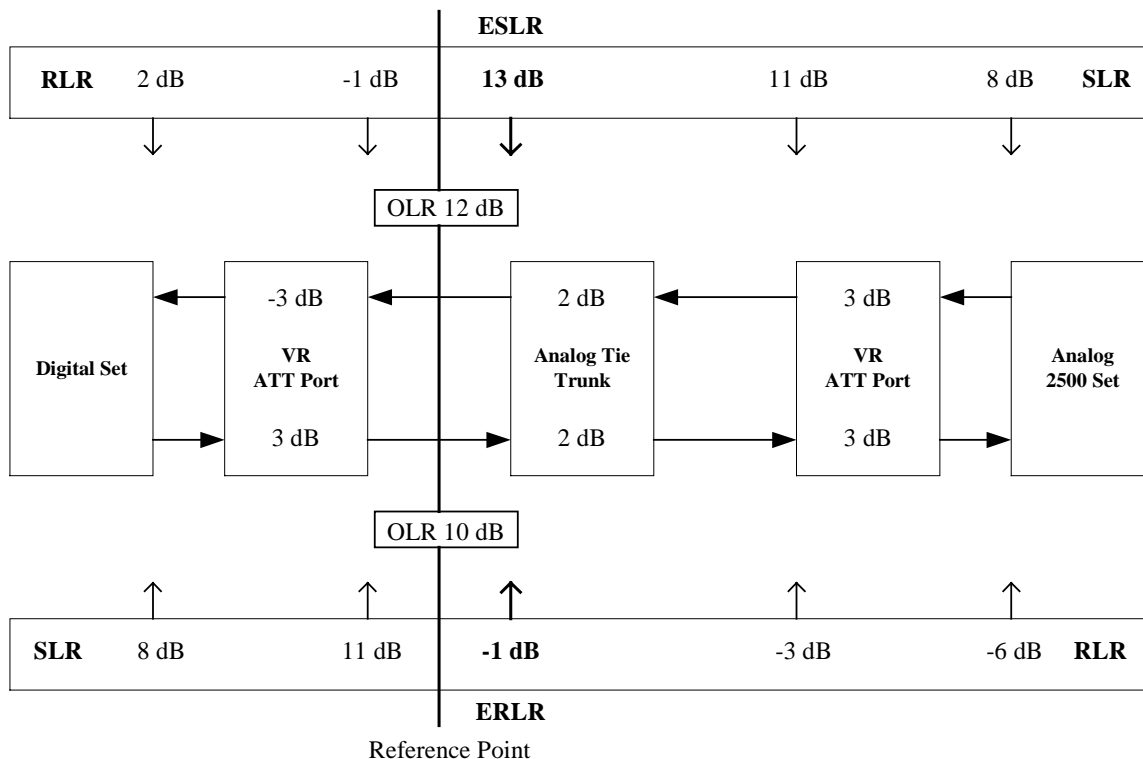 ESLR
RLR 2 dB -1 dB 13 dB 11 dB 8 dB SLR
OLR 12 dB
-3 dB 2 dB 3 dB
Digital Set
VR
ATT Port
Analog Tie
Trunk
VR
ATT Port
Analog
2500 Set
3 dB 2 dB 3 dB
OLR 10 dB
SLR 8 dB 11 dB -1 dB -3 dB -6 dB RLR
ERLR
Reference Point